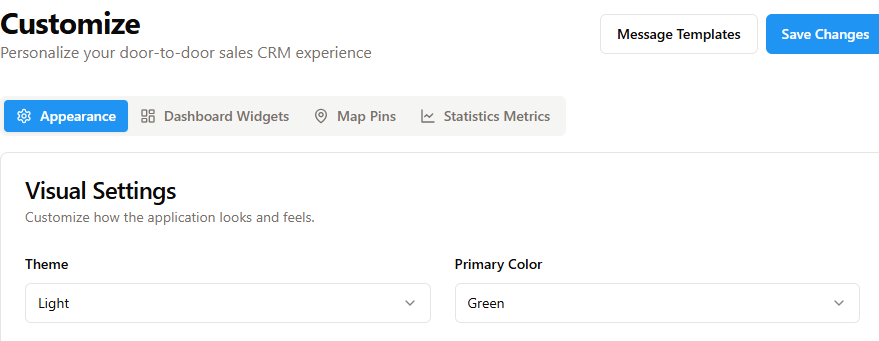 Customize
Personalize your door-to-door sales CRM experience
Message Templates
Save Changes
Appearance
Dashboard Widgets
Map Pins
Statistics Metrics
Visual Settings
Customize how the application looks and feels.
Theme
Primary Color
Light
Green